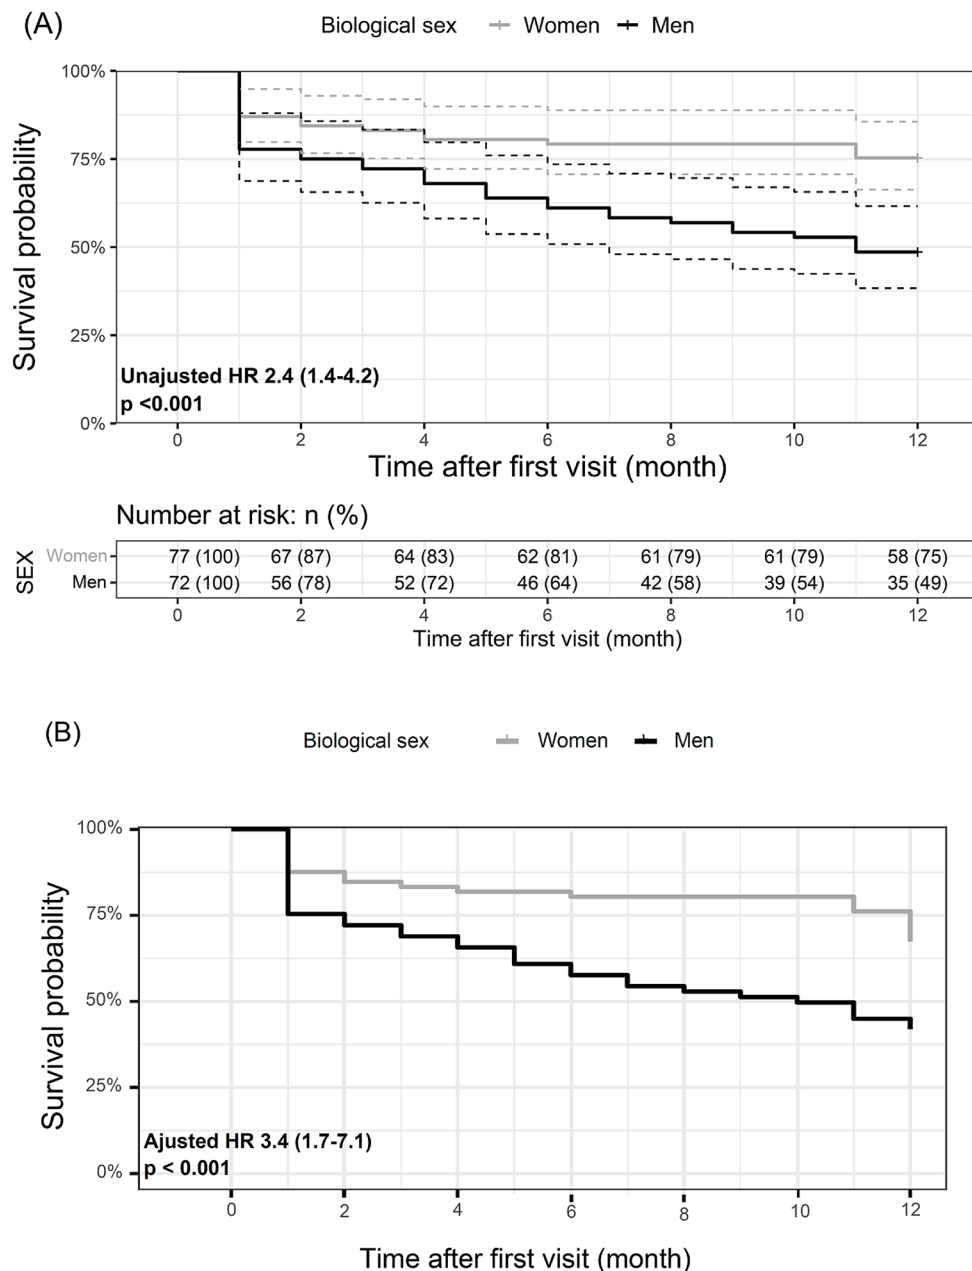 (A)
Biological sex Women Men
100%
75%
50%
25%
0%
Survival probability
Unajusted HR 2.4 (1.4-4.2)
p <0.001
0 2 4 6 8 10 12
Time after first visit (month)
Number at risk: n (%)
SEX
Women 77 (100) 67 (87) 64 (83) 62 (81) 61 (79) 61 (79) 58 (75)
Men 72 (100) 56 (78) 52 (72) 46 (64) 42 (58) 39 (54) 35 (49)
0 2 4 6 8 10 12
Time after first visit (month)
(B)
Biological sex Women Men
100%
75%
50%
25%
0%
Survival probability
Ajusted HR 3.4 (1.7-7.1)
p < 0.001
0 2 4 6 8 10 12
Time after first visit (month)